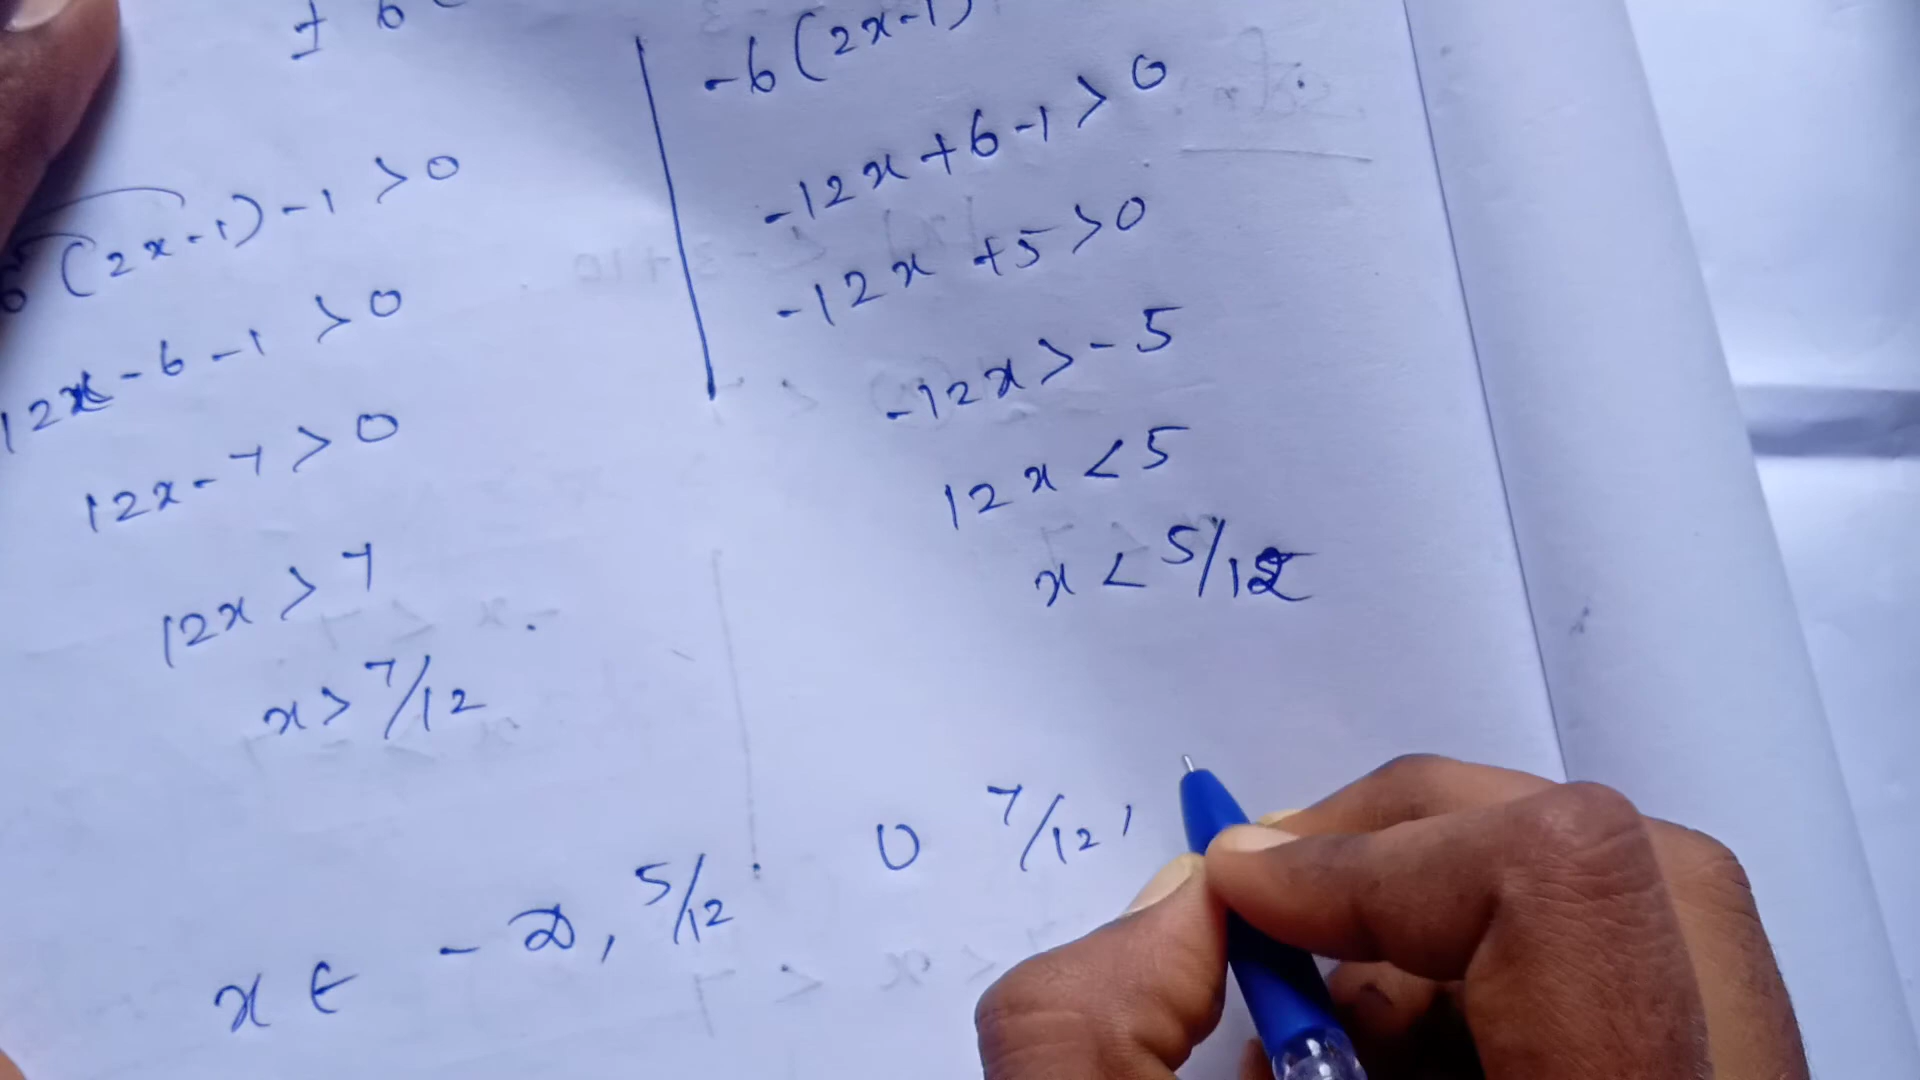 ± 6
6(2x-1)-1>0
12x-6-1>0
12x-7>0
12x>7
x>7/12
-6(2x-1)
-12x+6-1>0
-12x+5>0
-12x>-5
12x<5
x<5/12
x ∈ -∞, 5/12 ∪ 7/12,